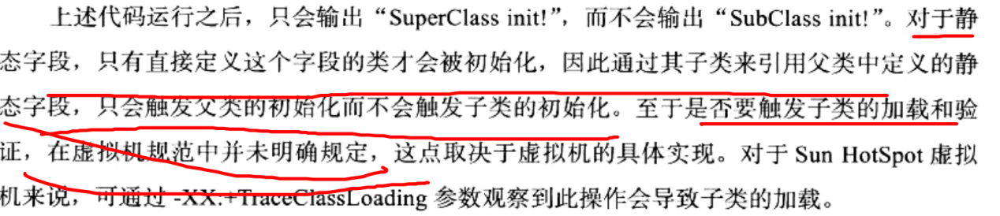 上述代码运行之后，只会输出“SuperClass init!”，而不会输出“SubClass init!”。对于静
态字段，只有直接定义这个字段的类才会被初始化，因此通过其子类来引用父类中定义的静
态字段，只会触发父类的初始化而不会触发子类的初始化。至于是否要触发子类的加载和验
证，在虚拟机规范中并未明确规定，这点取决于虚拟机的具体实现。对于 Sun HotSpot 虚拟
机来说，可通过 -XX:+TraceClassLoading 参数观察到此操作会导致子类的加载。